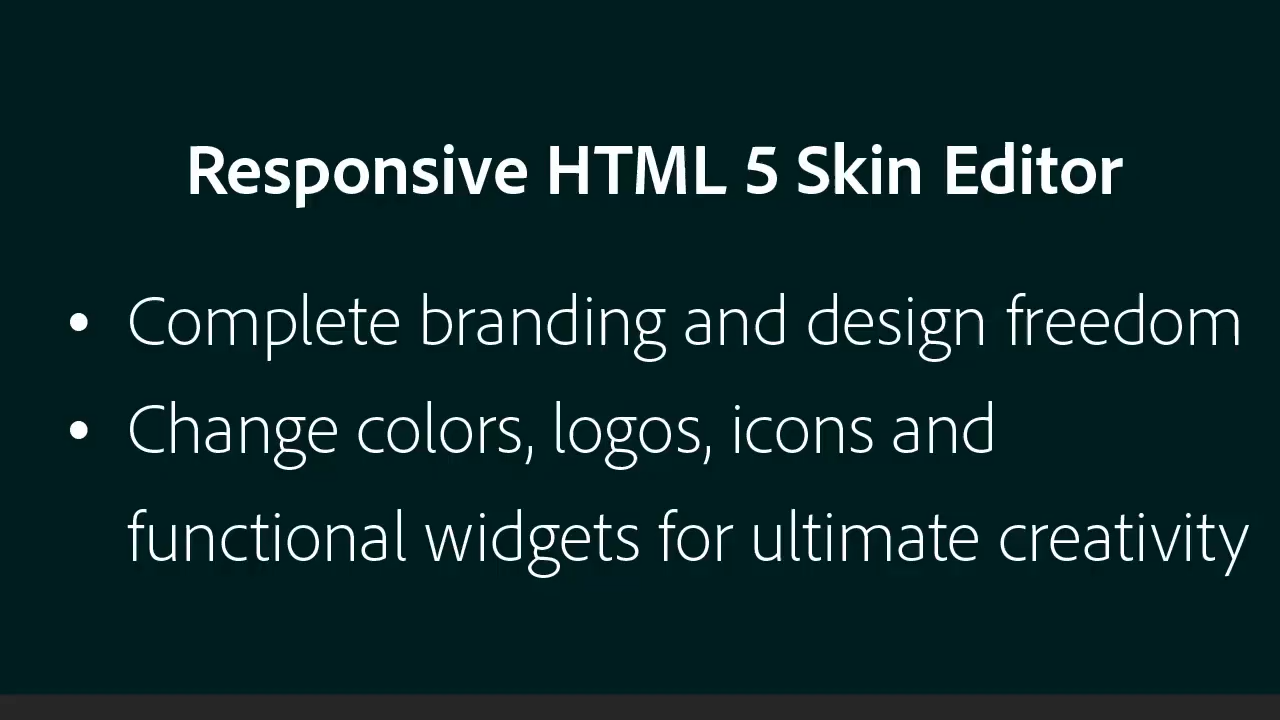 Responsive HTML 5 Skin Editor
• Complete branding and design freedom
• Change colors, logos, icons and
functional widgets for ultimate creativity